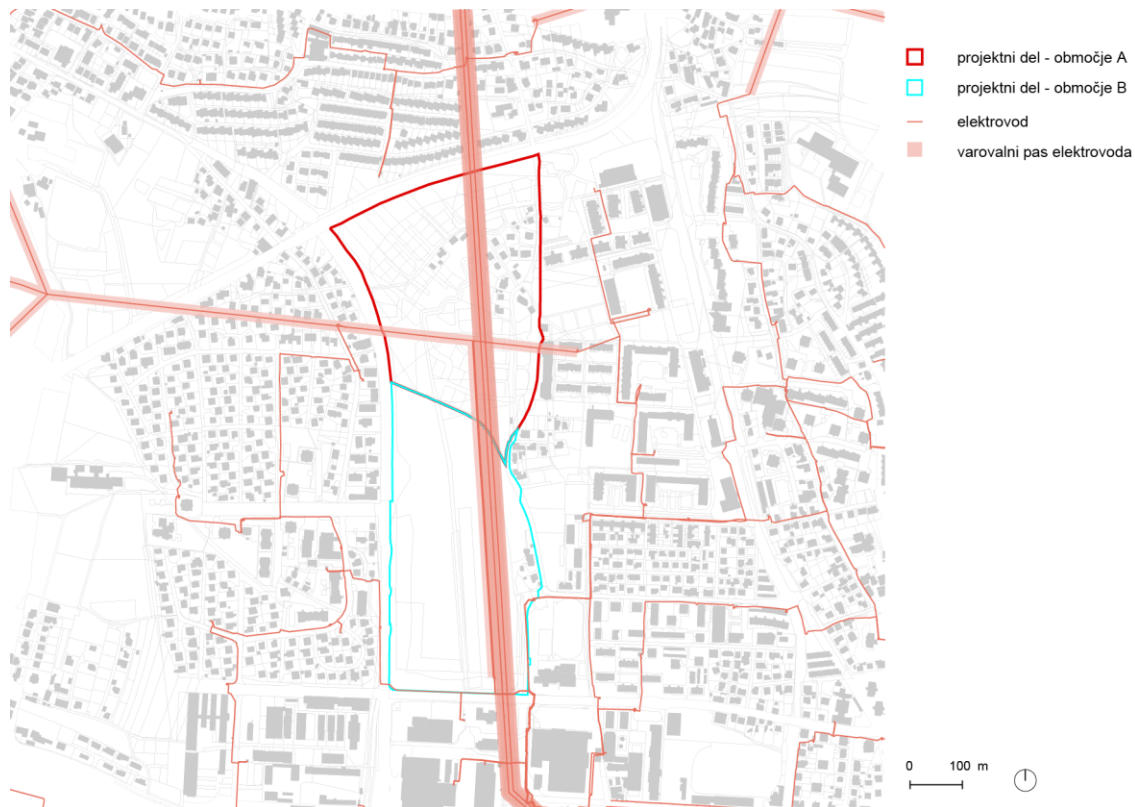 projektni del - območje A
projektni del - območje B
elektrovod
varovalni pas elektrovoda
0 100 m